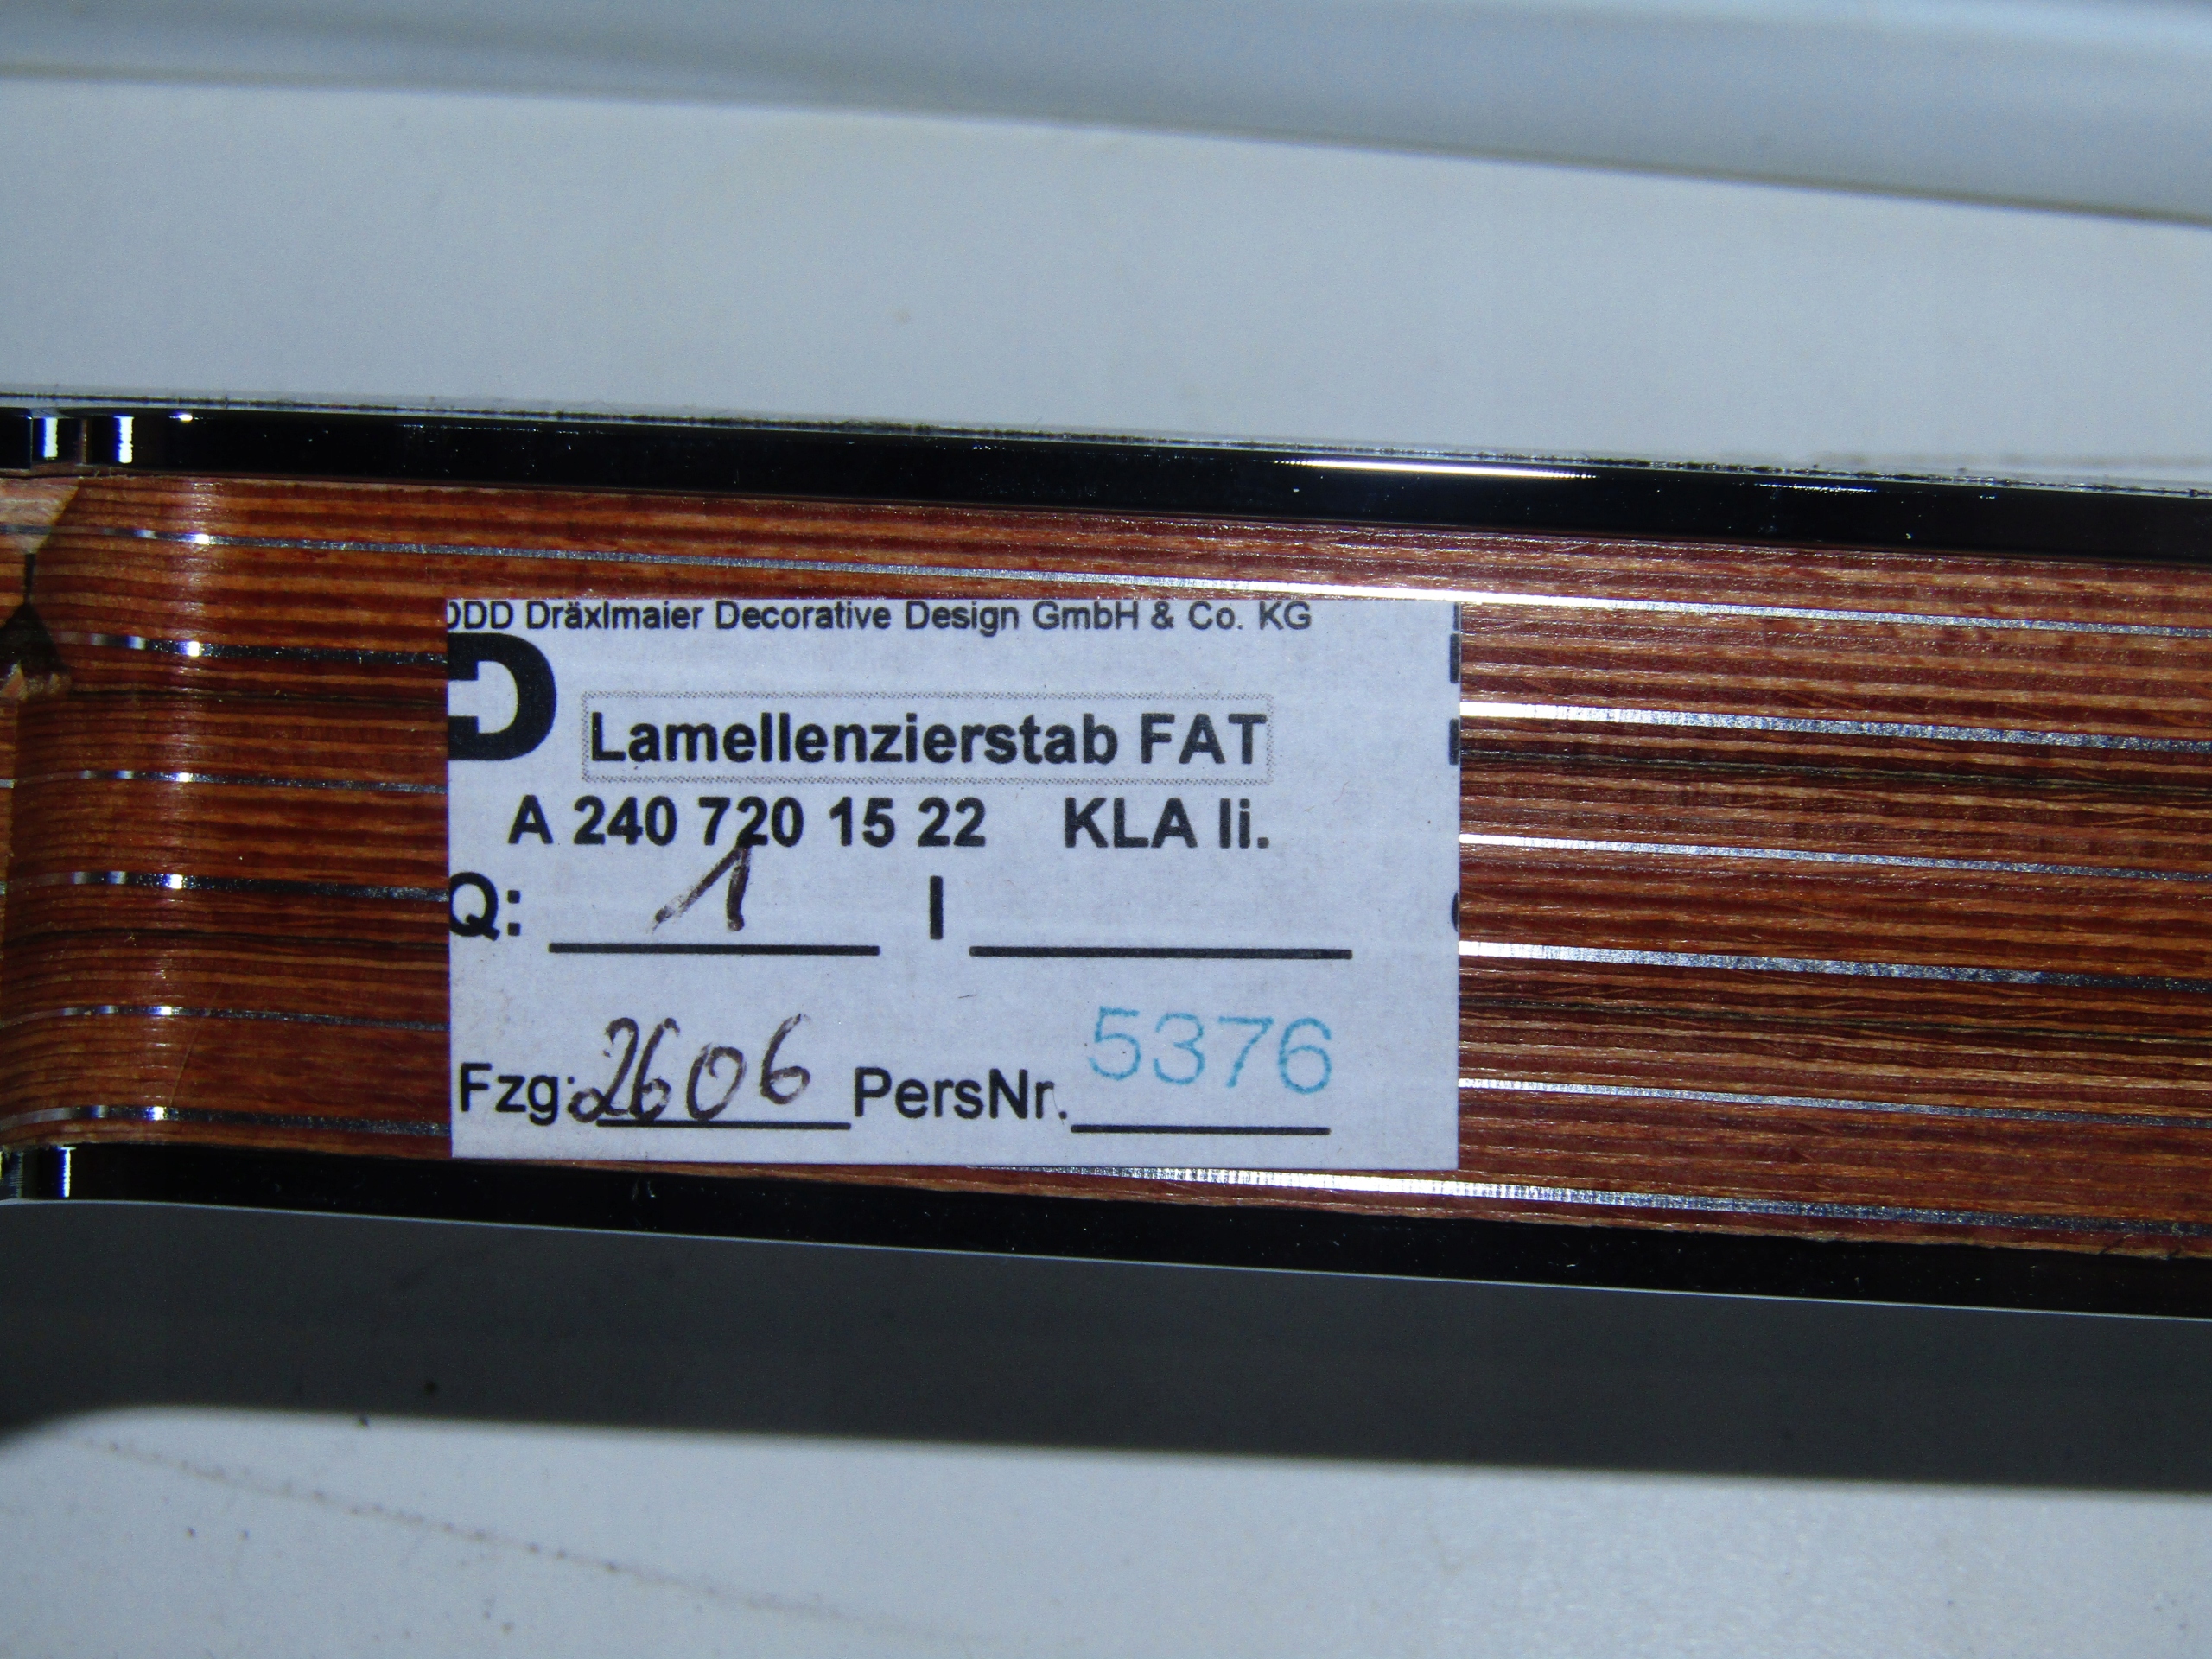 DDD Dräxlmaier Decorative Design GmbH & Co. KG
D
Lamellenzierstab FAT
A 240 720 15 22 KLA li.
Q: 1 I
Fzg: 2606 PersNr. 5376